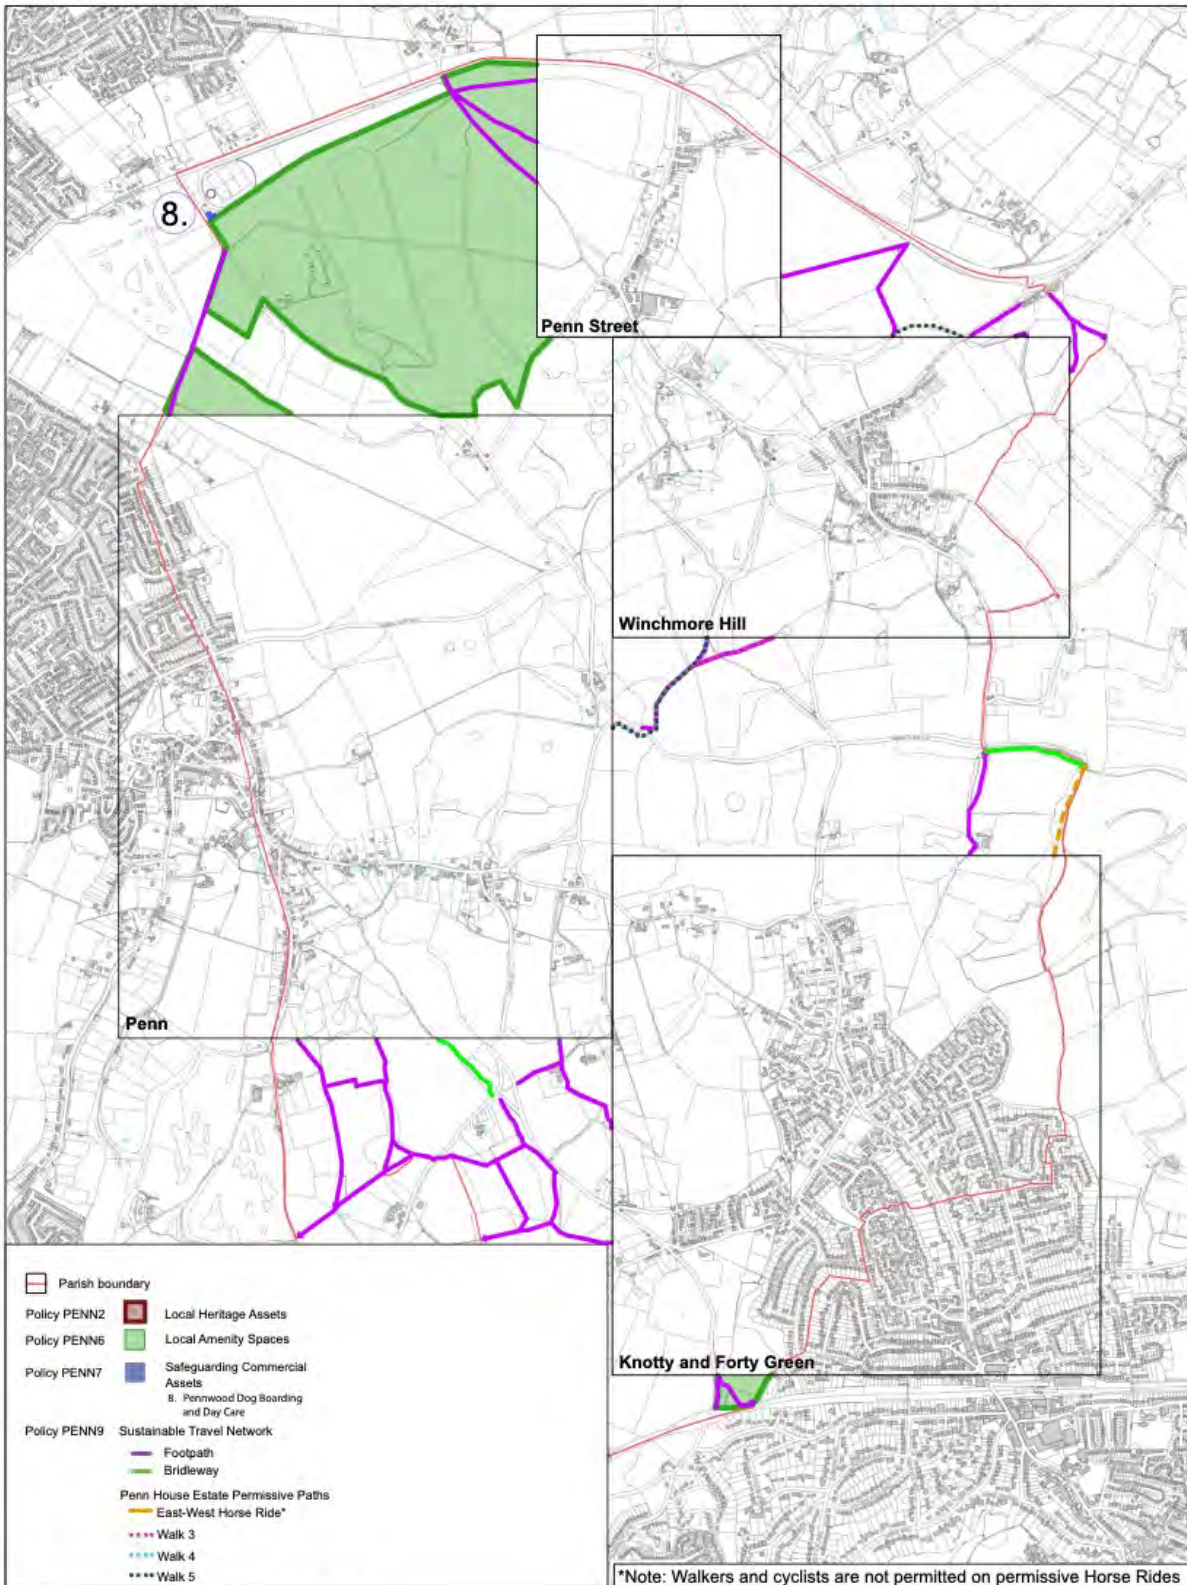 8.
Penn Street
Winchmore Hill
Penn
Knotty and Forty Green
Parish boundary
Policy PENN2 Local Heritage Assets
Policy PENN6 Local Amenity Spaces
Policy PENN7 Safeguarding Commercial
Assets
8. Pennwood Dog Boarding
and Day Care
Policy PENN9 Sustainable Travel Network
Footpath
Bridleway
Penn House Estate Permissive Paths
East-West Horse Ride*
Walk 3
Walk 4
Walk 5
*Note: Walkers and cyclists are not permitted on permissive Horse Rides